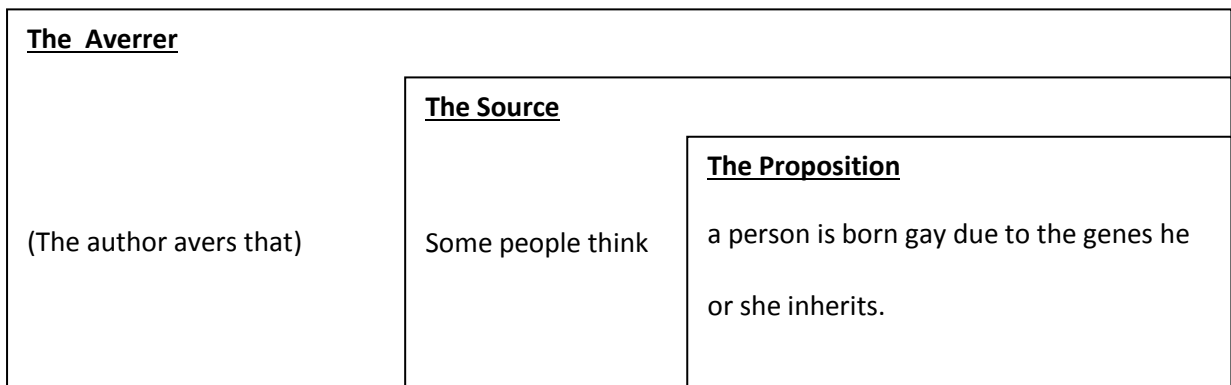 The Averrer
The Source
The Proposition
(The author avers that)
Some people think
a person is born gay due to the genes he
or she inherits.